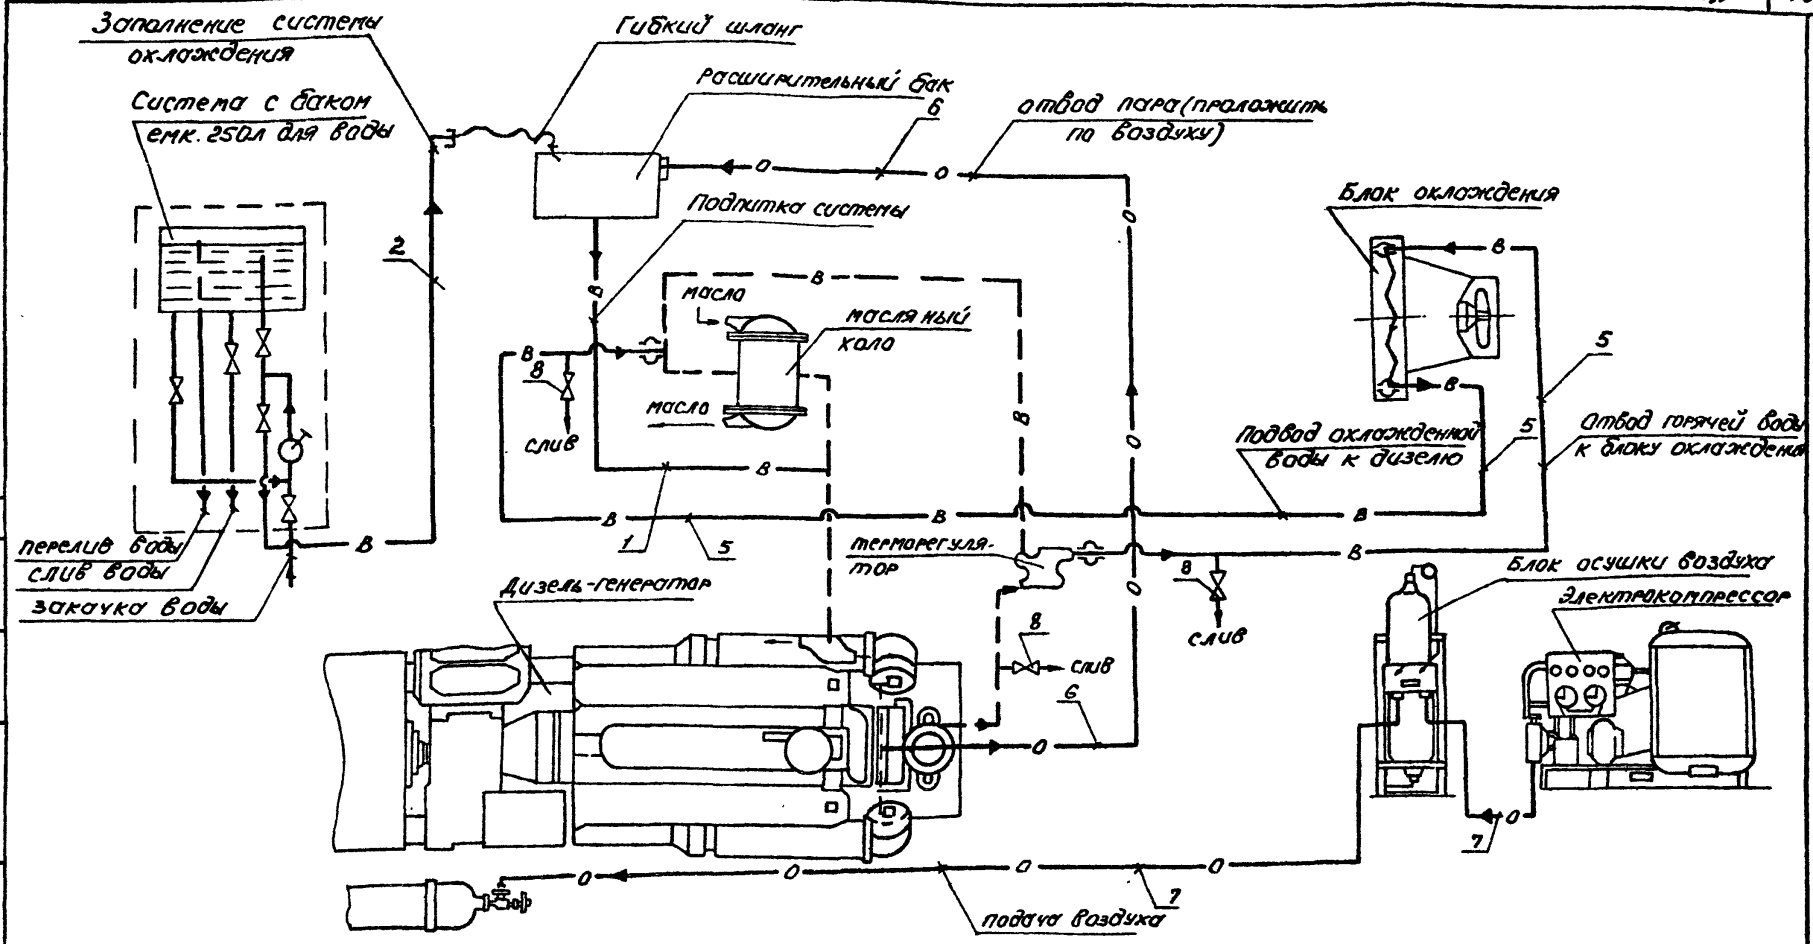 Заполнение системы
охлаждения
Гибкий шланг
Расширительный бак
6
отвод пара (проложить
по воздуху)
Система с баком
емк. 250л для воды
Блок охлаждения
О
О
О
Подпитка системы
2
В
В
В
масло
масляный
холо
В
8
В
В
5
масло
слив
О
Подвод охлажденной
воды к дизелю
5
Отвод горячей воды
к блоку охлаждения
В
В
В
В
В
1
5
перелив воды
слив воды
закачка воды
терморегуля-
тор
В
Дизель-генератор
О
8
слив
Блок осушки воздуха
Электрокомпрессор
8
слив
6
О
О
7
О
О
О
О
7
подача воздуха